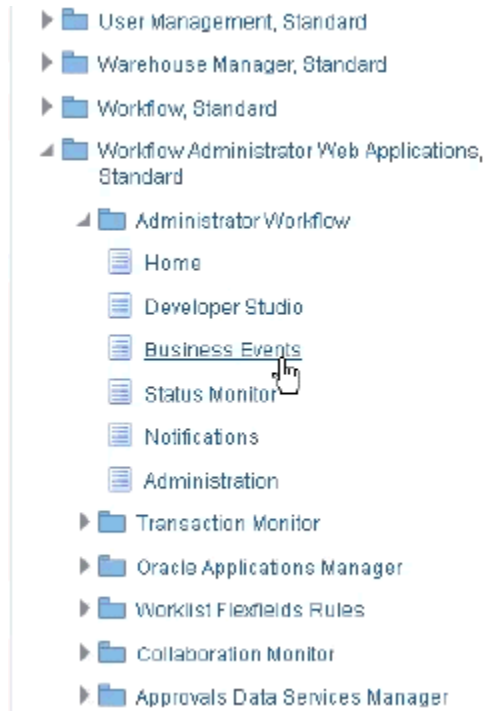 User Management, Standard
Warehouse Manager, Standard
Workflow, Standard
Workflow Administrator Web Applications,
Standard
Administrator Workflow
Home
Developer Studio
Business Events
Status Monitor
Notifications
Administration
Transaction Monitor
Oracle Applications Manager
Worklist Flexfields Rules
Collaboration Monitor
Approvals Data Services Manager